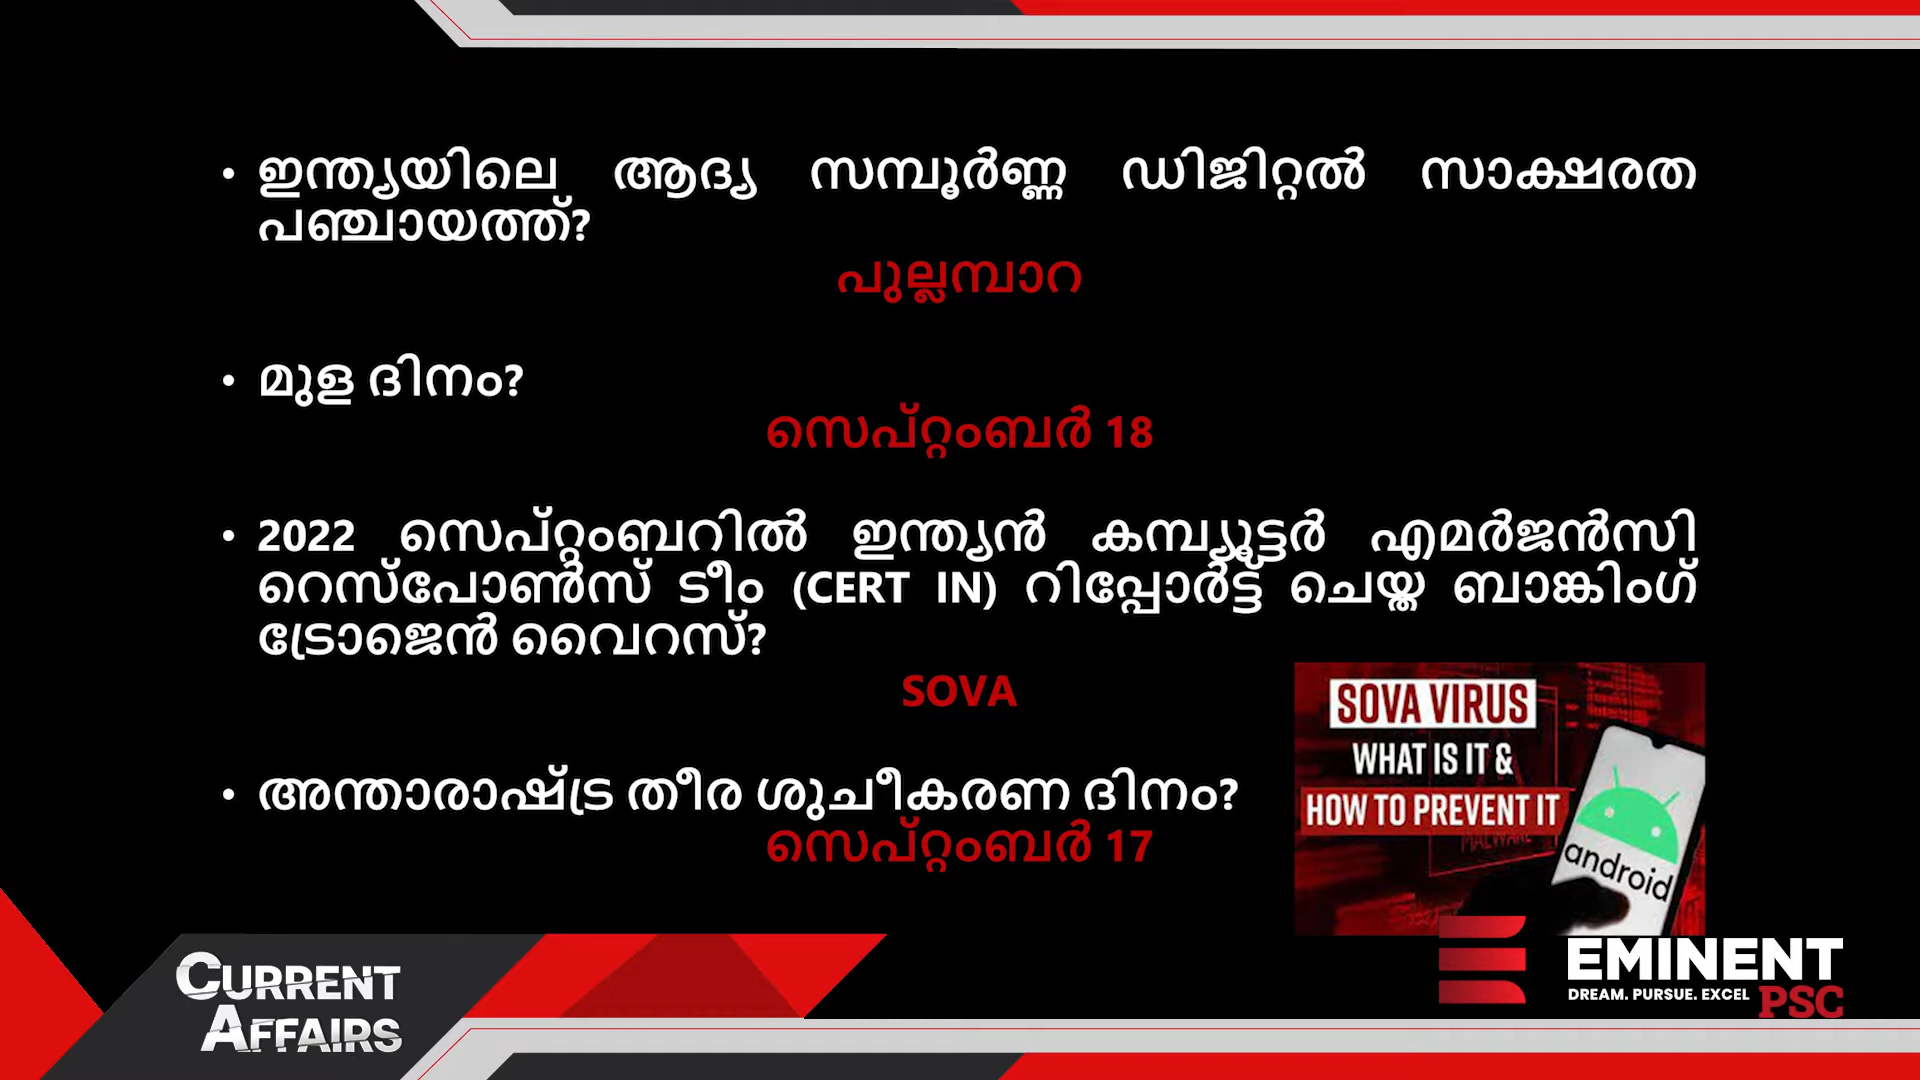 • ഇന്ത്യയിലെ ആദ്യ സമ്പൂർണ്ണ ഡിജിറ്റൽ സാക്ഷരത
പഞ്ചായത്ത്?
പുല്ലമ്പാറ
• മുള ദിനം?
സെപ്റ്റംബർ 18
• 2022 സെപ്റ്റംബറിൽ ഇന്ത്യൻ കമ്പ്യൂട്ടർ എമർജൻസി
റെസ്പോൺസ് ടീം (CERT IN) റിപ്പോർട്ട് ചെയ്ത ബാങ്കിംഗ്
ട്രോജെൻ വൈറസ്?
SOVA
• അന്താരാഷ്ട്ര തീര ശുചീകരണ ദിനം?
സെപ്റ്റംബർ 17
SOVA VIRUS
WHAT IS IT &
HOW TO PREVENT IT
MALWARE
android
CURRENT
AFFAIRS
EMINENT
DREAM. PURSUE. EXCEL PSC